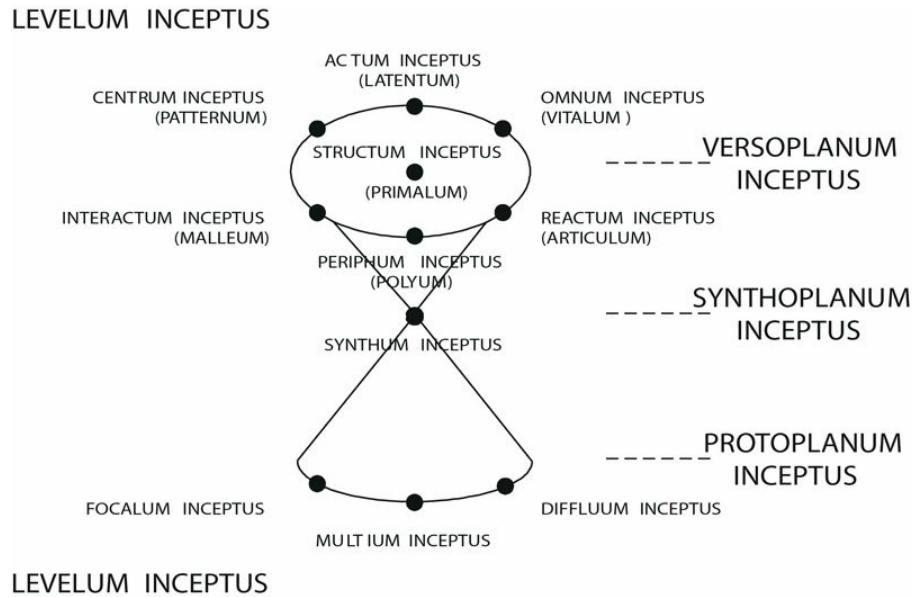 LEVELUM INCEPTUS
ACTUM INCEPTUS
(LATENTUM)
CENTRUM INCEPTUS
(PATTERNUM)
OMNUM INCEPTUS
(VITALUM )
STRUCTUM INCEPTUS
(PRIMALUM)
VERSOPLANUM
INCEPTUS
INTERACTUM INCEPTUS
(MALLEUM)
REACTUM INCEPTUS
(ARTICULUM)
PERIPHUM INCEPTUS
(POLYUM)
SYNTHOPLANUM
INCEPTUS
SYNTHUM INCEPTUS
PROTOPLANUM
INCEPTUS
FOCALUM INCEPTUS
DIFFLUUM INCEPTUS
MULTIUM INCEPTUS
LEVELUM INCEPTUS